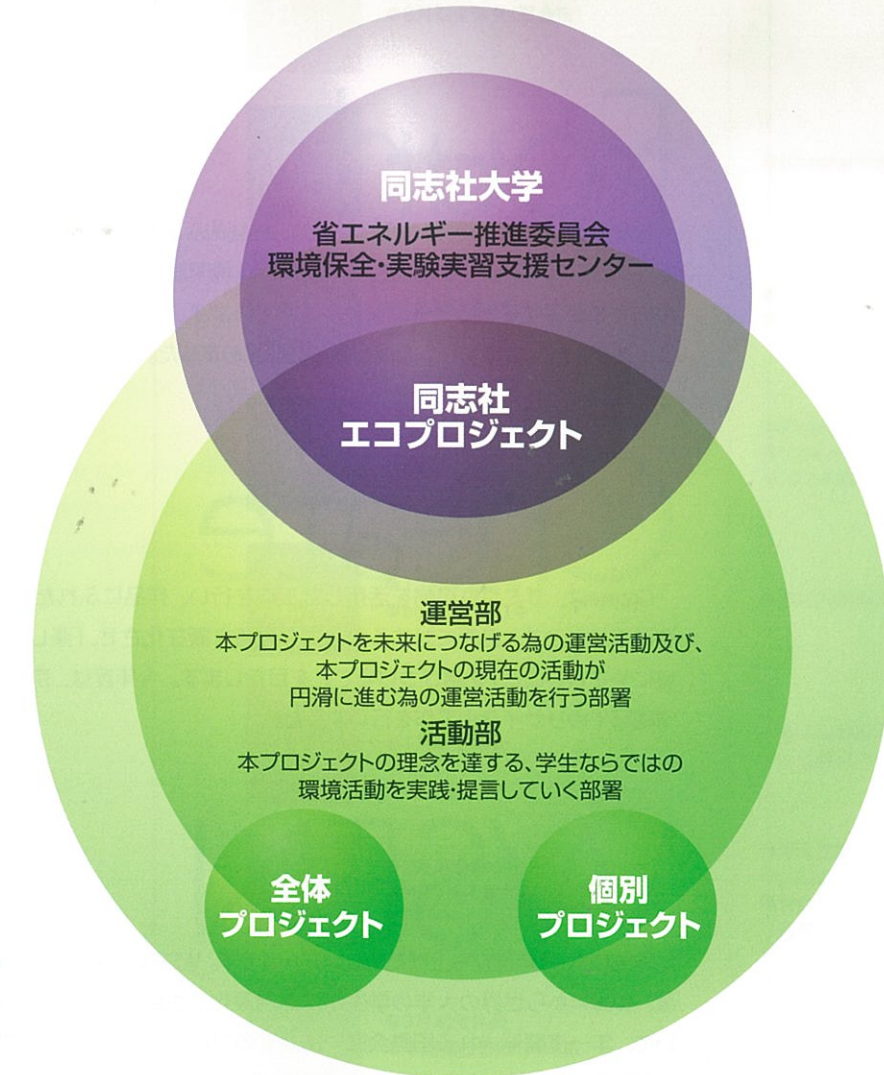 同志社大学
省エネルギー推進委員会
環境保全・実験実習支援センター
同志社
エコプロジェクト
運営部
本プロジェクトを未来につなげる為の運営活動及び、
本プロジェクトの現在の活動が
円滑に進む為の運営活動を行う部署
活動部
本プロジェクトの理念を達する、学生ならではの
環境活動を実践・提言していく部署
全体
プロジェクト
個別
プロジェクト